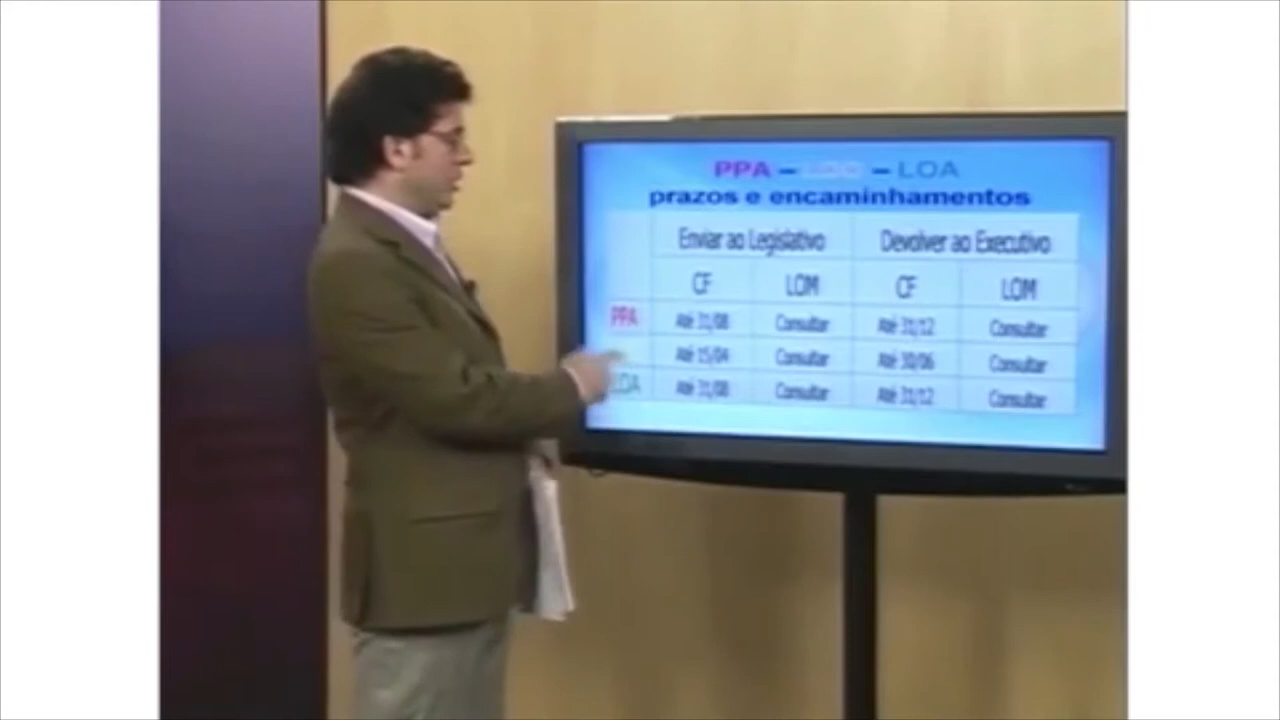 PPA – LDO – LOA
prazos e encaminhamentos
Enviar ao Legislativo Devolver ao Executivo
CF LOM CF LOM
PPA Até 31/08 Consultar Até 31/12 Consultar
Até 15/04 Consultar Até 30/06 Consultar
LOA Até 31/08 Consultar Até 31/12 Consultar